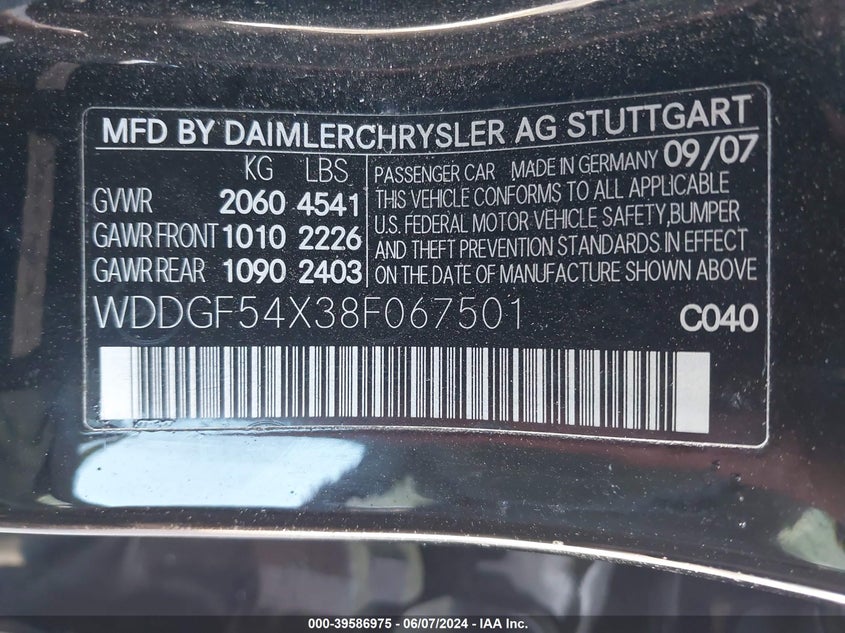 MFD BY DAIMLERCHRYSLER AG STUTTGART
KG LBS
GVWR 2060 4541
GAWR FRONT 1010 2226
GAWR REAR 1090 2403
PASSENGER CAR MADE IN GERMANY 09/07
THIS VEHICLE CONFORMS TO ALL APPLICABLE
U.S. FEDERAL MOTOR VEHICLE SAFETY,BUMPER
AND THEFT PREVENTION STANDARDS IN EFFECT
ON THE DATE OF MANUFACTURE SHOWN ABOVE
WDDGF54X38F067501 C040
000-39586975 | 06/07/2024 - IAA Inc.